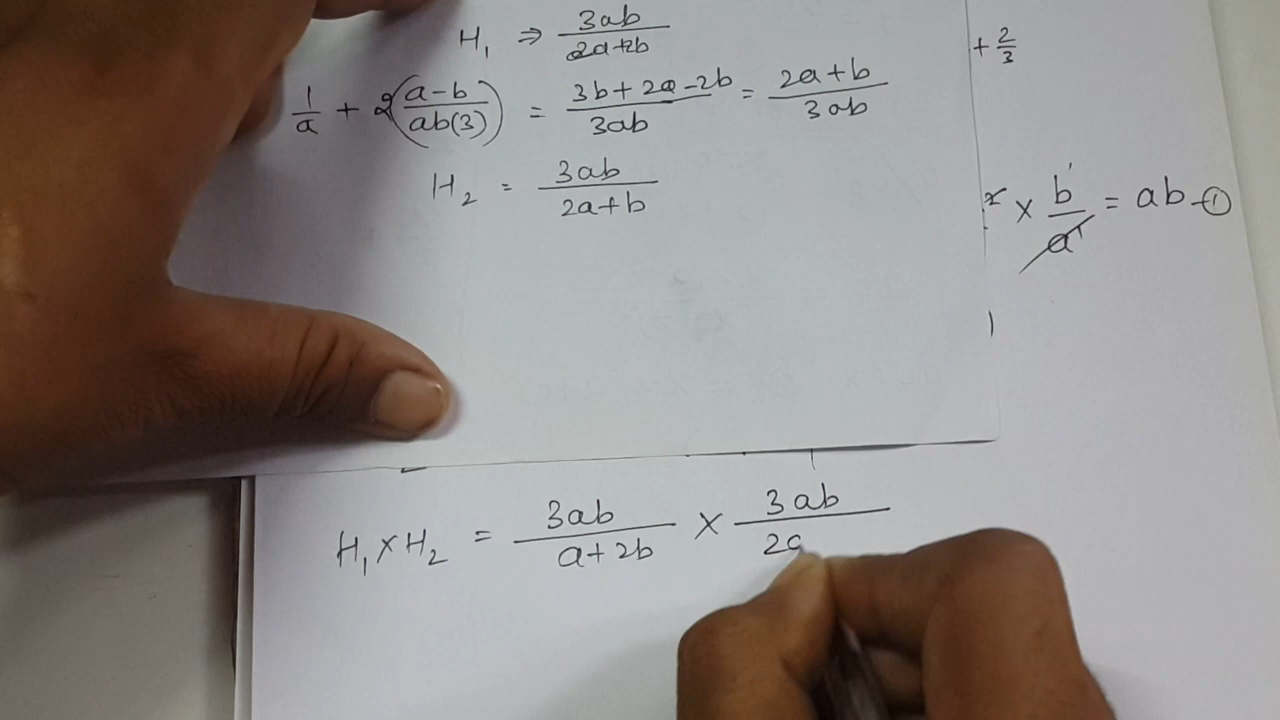 H₁ ⇒ 3ab / 2a+2b
+ 2/3
1/a + 2(a-b / ab(3)) = 3b+2a-2b / 3ab = 2a+b / 3ab
H₂ = 3ab / 2a+b
× b/a = ab-①
H₁×H₂ = 3ab / a+2b × 3ab / 2a